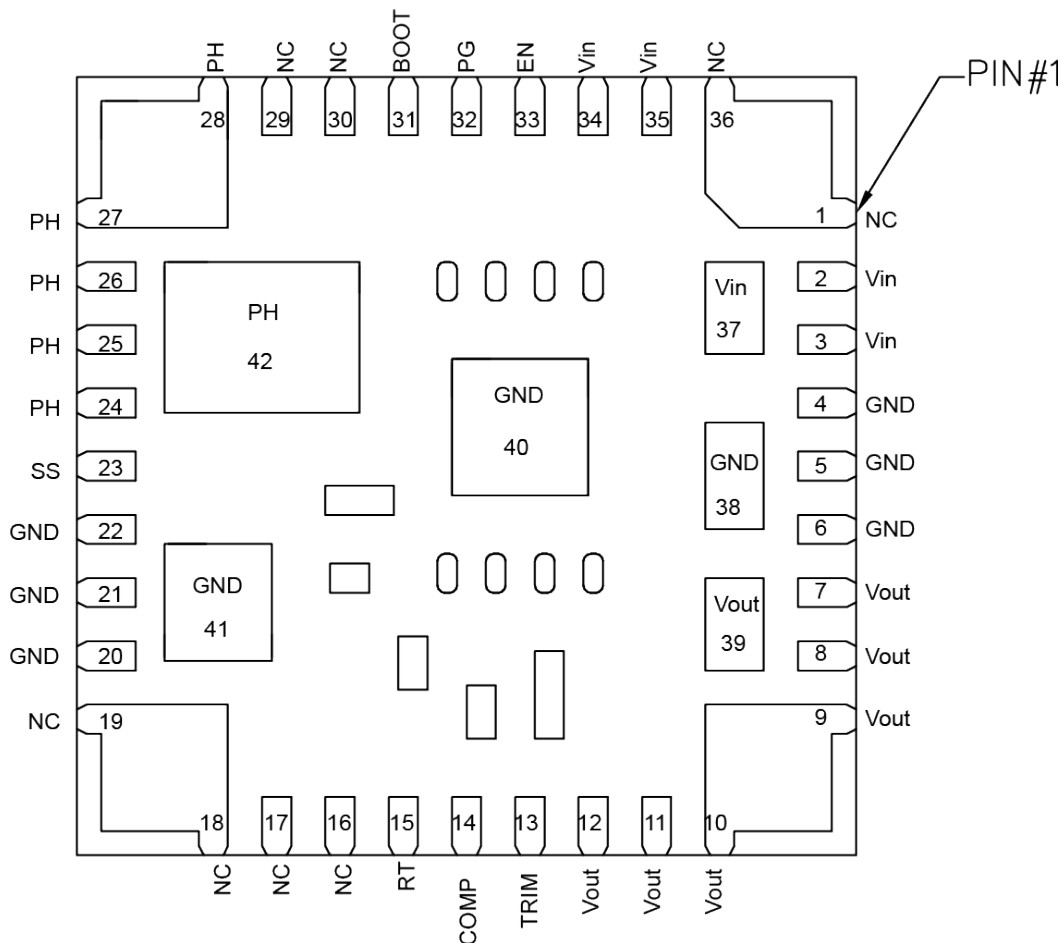 PH
NC
NC
BOOT
PG
EN
Vin
Vin
NC
PIN #1
28
29
30
31
32
33
34
35
36
PH
27
1
NC
PH
26
2
Vin
PH
25
3
Vin
PH
24
4
GND
SS
23
5
GND
GND
22
6
GND
GND
21
7
Vout
GND
20
8
Vout
NC
19
9
Vout
PH
42
Vin
37
GND
40
GND
38
GND
41
Vout
39
18
17
16
15
14
13
12
11
10
NC
NC
NC
RT
COMP
TRIM
Vout
Vout
Vout